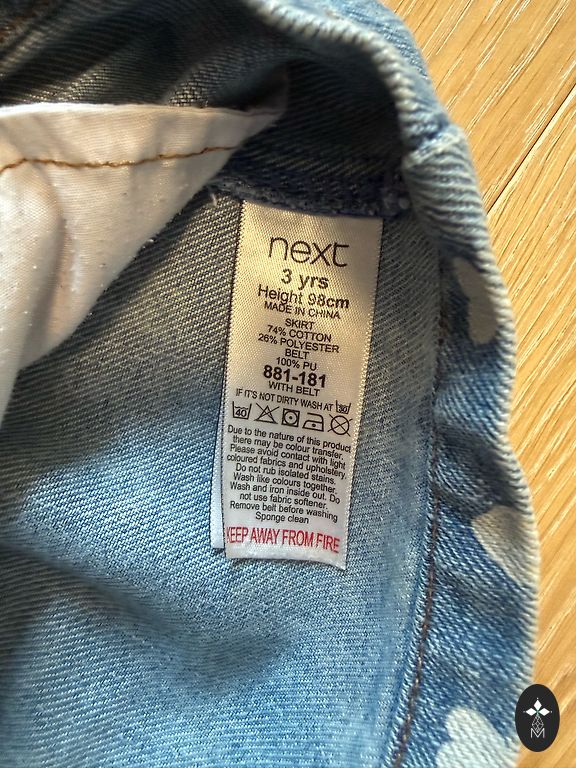 next
3 yrs
Height 98cm
MADE IN CHINA
SKIRT
74% COTTON
26% POLYESTER
BELT
100% PU
881-181
WITH BELT
IF IT'S NOT DIRTY WASH AT 30
40
Due to the nature of this product
there may be colour transfer.
Please avoid contact with light
coloured fabrics and upholstery.
Do not rub isolated stains.
Wash like colours together.
Wash and iron inside out. Do
not use fabric softener.
Remove belt before washing
Sponge clean
KEEP AWAY FROM FIRE
M